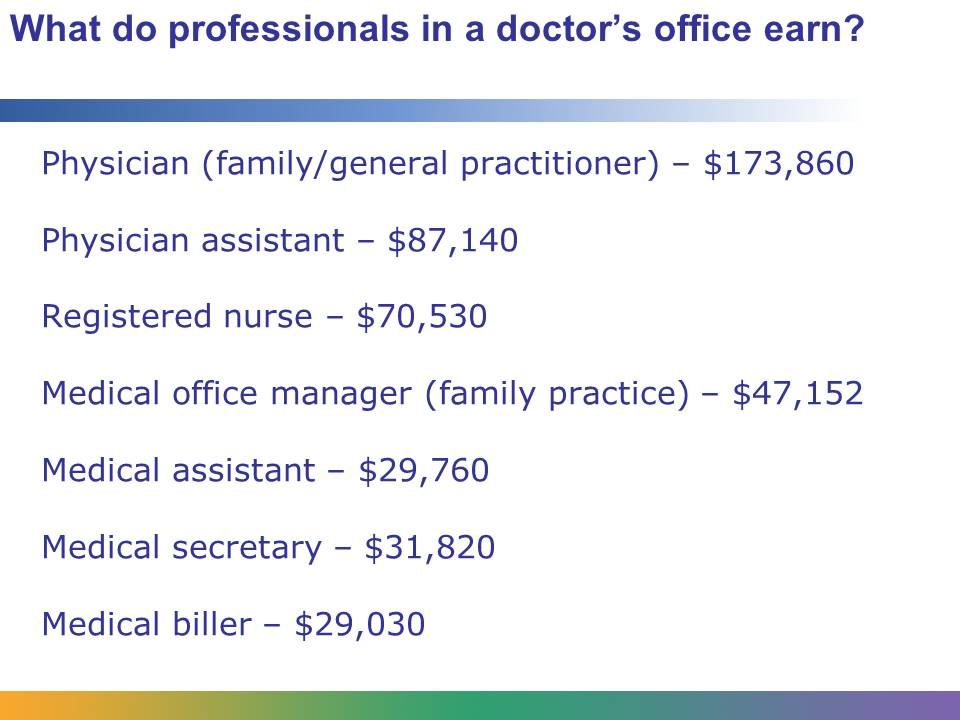 What do professionals in a doctor’s office earn?
Physician (family/general practitioner) – $173,860
Physician assistant – $87,140
Registered nurse – $70,530
Medical office manager (family practice) – $47,152
Medical assistant – $29,760
Medical secretary – $31,820
Medical biller – $29,030